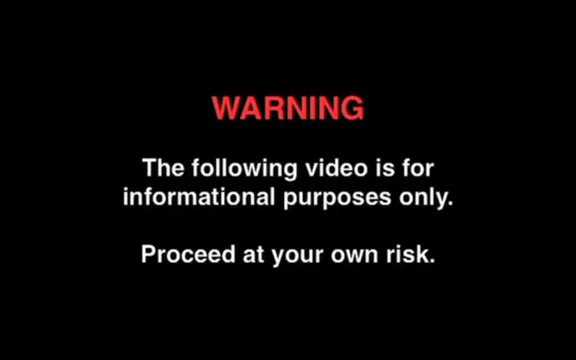 WARNING
The following video is for
informational purposes only.
Proceed at your own risk.